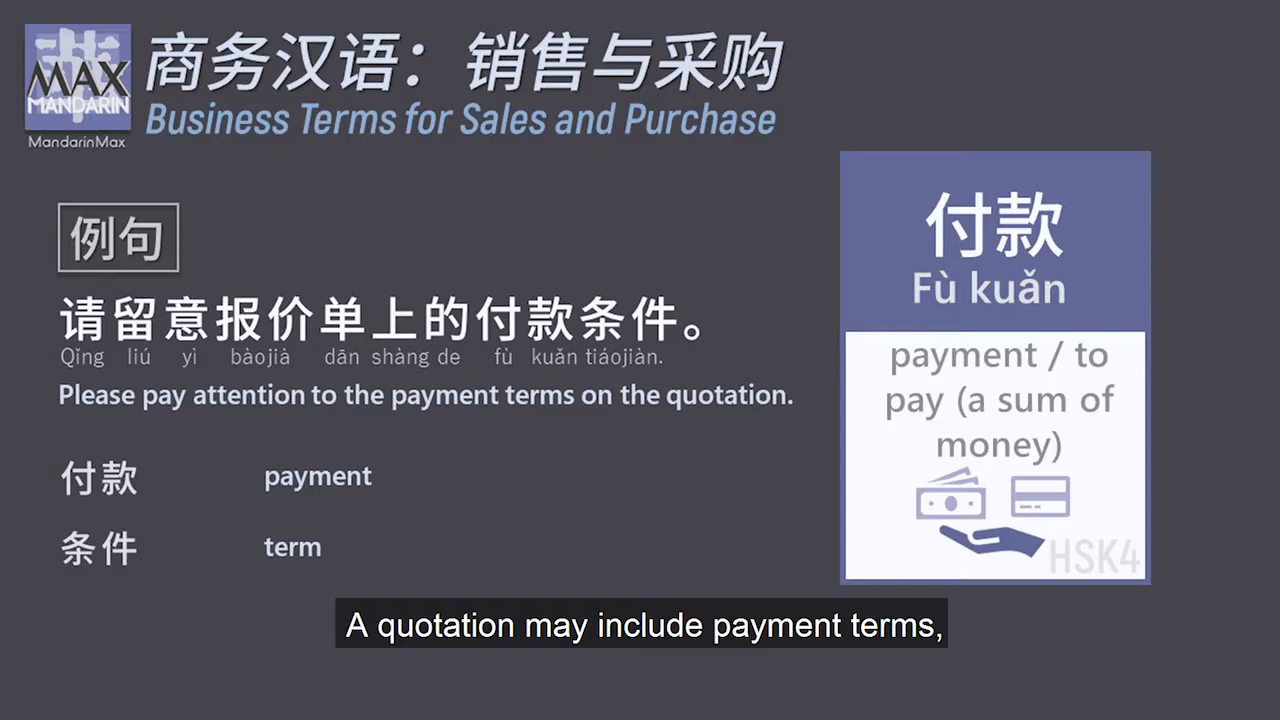 MAX
MANDARIN
MandarinMax
商务汉语：销售与采购
Business Terms for Sales and Purchase
例句
请留意报价单上的付款条件。
Qǐng liú yì bàojià dān shàng de fù kuǎn tiáojiàn.
Please pay attention to the payment terms on the quotation.
付款 payment
条件 term
付款
Fù kuǎn
payment / to
pay (a sum of
money)
HSK4
A quotation may include payment terms,